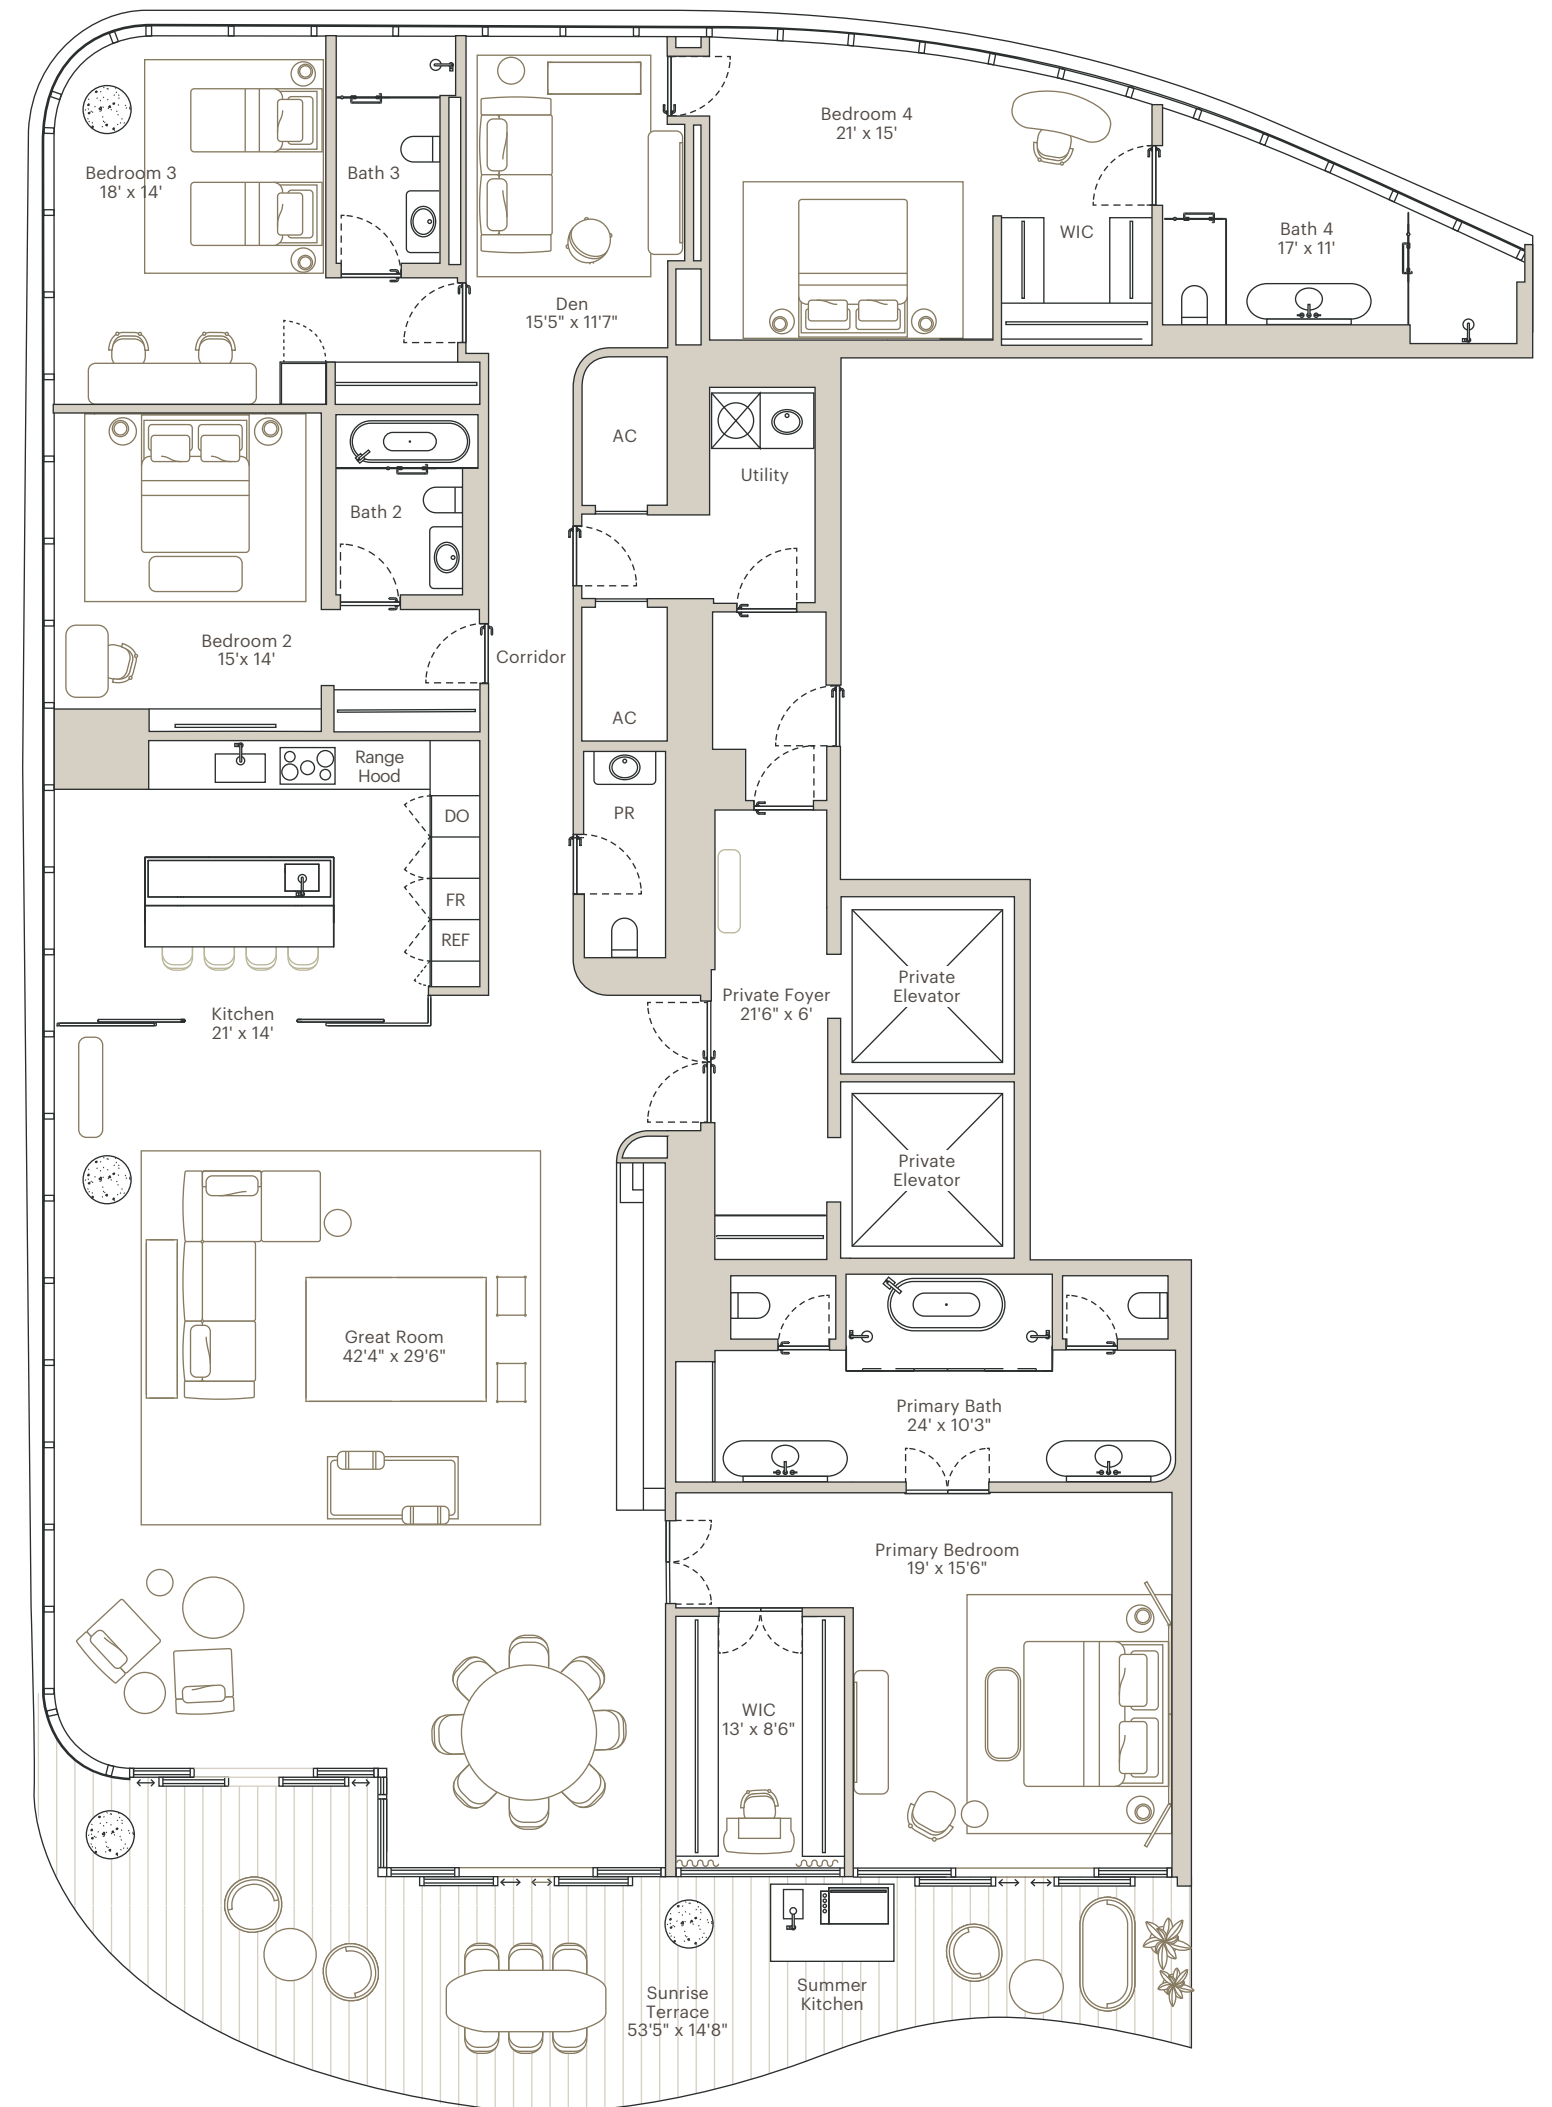 Bedroom 4
21' x 15'
Bedroom 3
18' x 14'
Bath 3
WIC
Bath 4
17' x 11'
Den
15'5" x 11'7"
AC
Utility
Bath 2
Bedroom 2
15'x 14'
Corridor
AC
Range
Hood
DO
PR
FR
REF
Private
Elevator
Private Foyer
21'6" x 6'
Kitchen
21' x 14'
Private
Elevator
Great Room
42'4" x 29'6"
Primary Bath
24' x 10'3"
Primary Bedroom
19' x 15'6"
WIC
13' x 8'6"
Summer
Kitchen
Sunrise
Terrace
53'5" x 14'8"